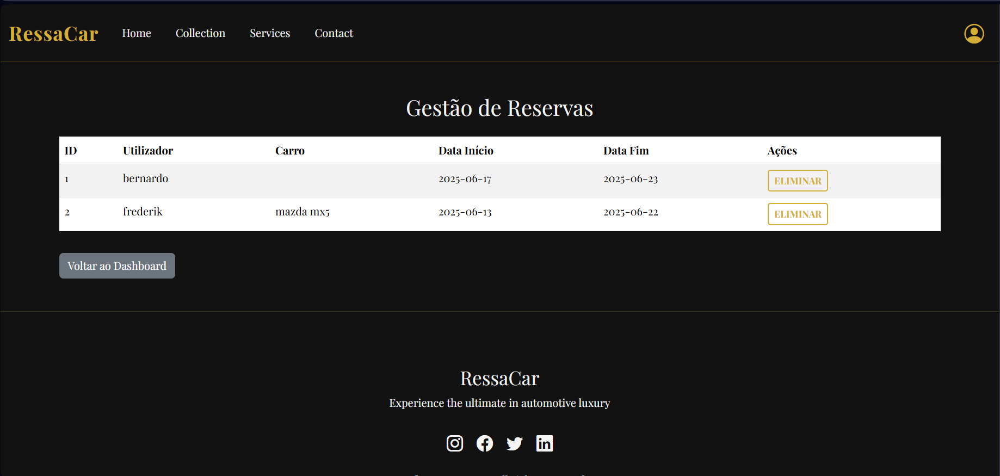 RessaCar Home Collection Services Contact
Gestão de Reservas
ID Utilizador Carro Data Início Data Fim Ações
1 bernardo 2025-06-17 2025-06-23 ELIMINAR
2 frederik mazda mx5 2025-06-13 2025-06-22 ELIMINAR
Voltar ao Dashboard
RessaCar
Experience the ultimate in automotive luxury